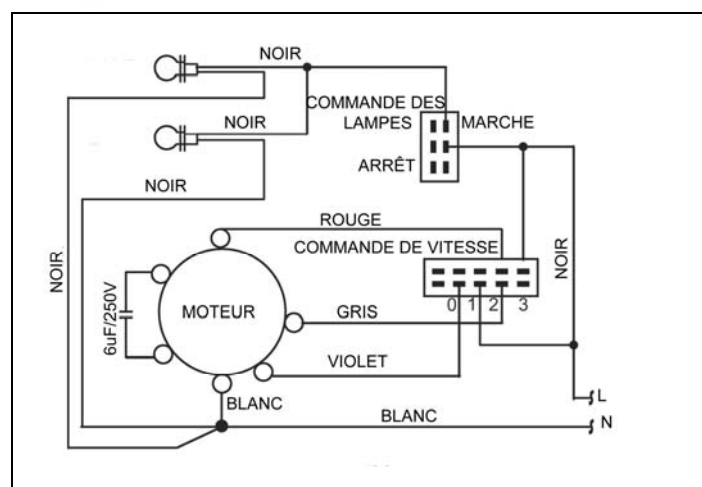 NOIR
COMMANDE DES
LAMPES
MARCHE
NOIR
ARRÊT
NOIR
ROUGE
COMMANDE DE VITESSE
NOIR
NOIR
6uF/250V
MOTEUR
0 1 2 3
GRIS
VIOLET
BLANC
L
BLANC
N